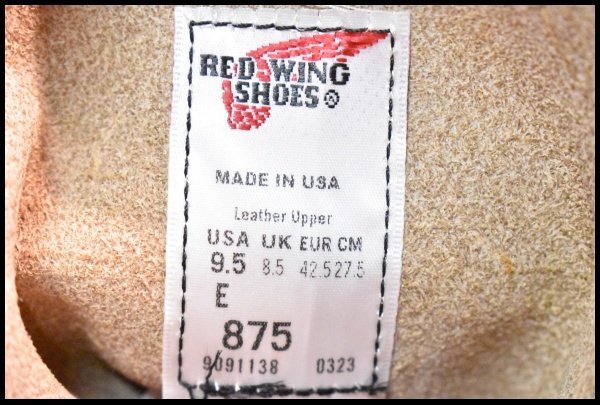 RED WING
SHOES®
MADE IN USA
Leather Upper
USA UK EUR CM
9.5 8.5 42.5 27.5
E
875
9091138 0323